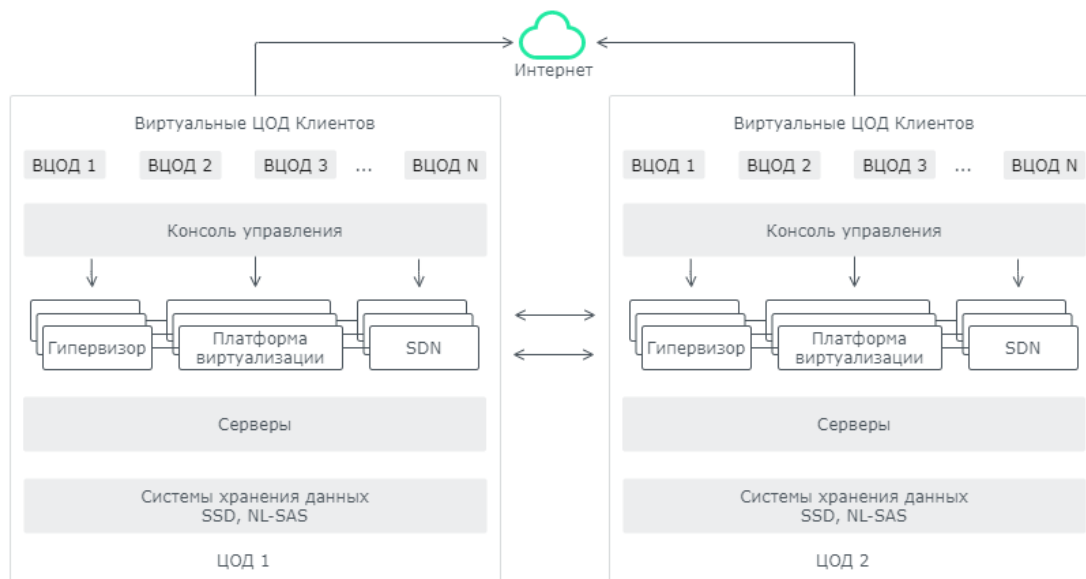 Интернет
Виртуальные ЦОД Клиентов
ВЦОД 1 ВЦОД 2 ВЦОД 3 ... ВЦОД N
Консоль управления
Гипервизор
Платформа
виртуализации
SDN
Серверы
Системы хранения данных
SSD, NL-SAS
ЦОД 1
Виртуальные ЦОД Клиентов
ВЦОД 1 ВЦОД 2 ВЦОД 3 ... ВЦОД N
Консоль управления
Гипервизор
Платформа
виртуализации
SDN
Серверы
Системы хранения данных
SSD, NL-SAS
ЦОД 2